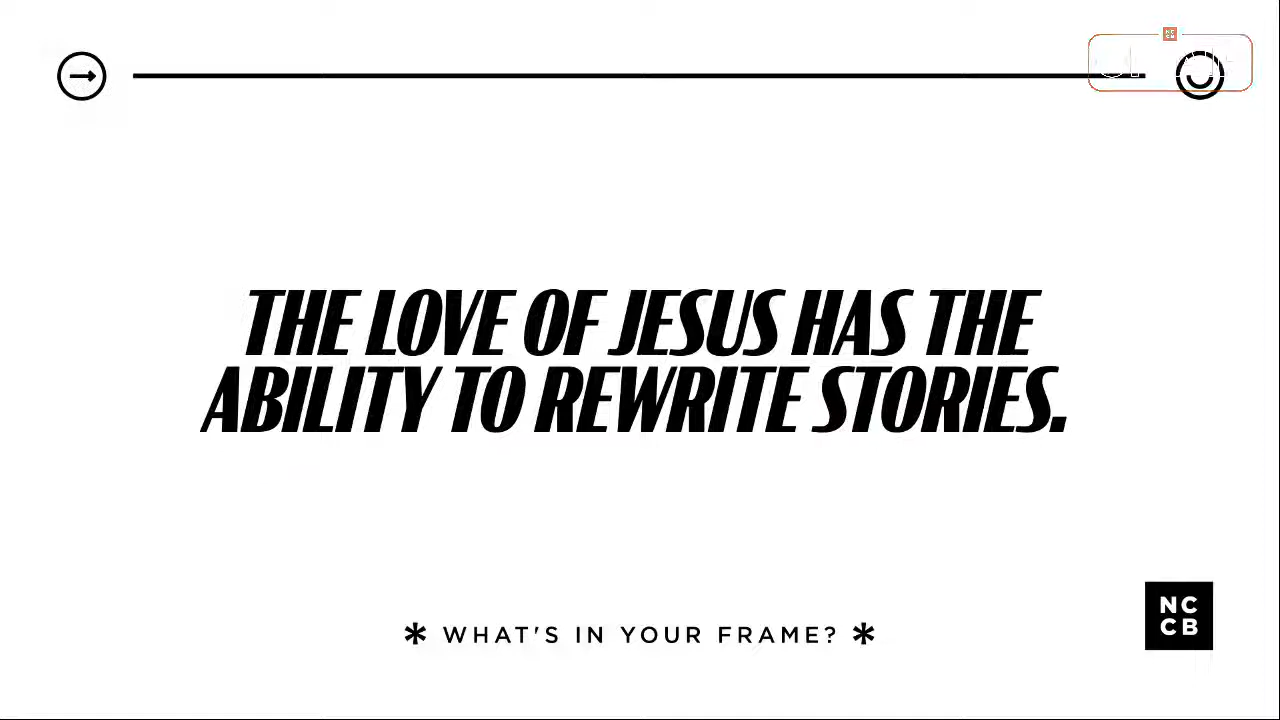 THE LOVE OF JESUS HAS THE
ABILITY TO REWRITE STORIES.
* WHAT'S IN YOUR FRAME? *
NC
CB